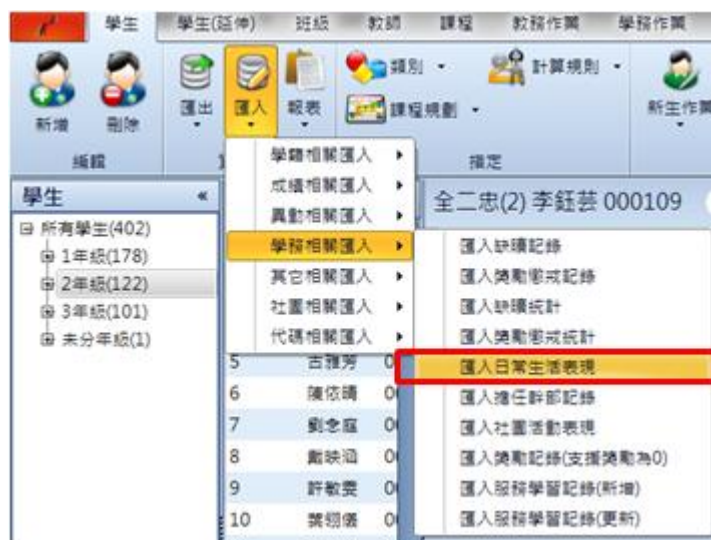 學生 學生(延伸) 班級 教師 課程 教務作業 學務作業
新增 刪除 匯出 匯入 報表 類別 計算規則
課程規劃 新生作業
編輯 指定
學生 «
全二忠(2) 李鈺芸 000109
所有學生(402)
1年級(178)
2年級(122)
3年級(101)
未分年級(1)
學籍相關匯入
成績相關匯入
異動相關匯入
學務相關匯入
其它相關匯入
社團相關匯入
代碼相關匯入
匯入缺曠記錄
匯入獎勵懲戒記錄
匯入缺曠統計
匯入獎勵懲戒統計
匯入日常生活表現
匯入擔任幹部記錄
匯入社團活動表現
匯入獎勵記錄(支援獎勵為0)
匯入服務學習記錄(新增)
匯入服務學習記錄(更新)
5 古雅芳 0
6 陳依晴 0
7 劉念庭 0
8 戴映涵 0
9 許敏雯 0
10 葉翎儀 0